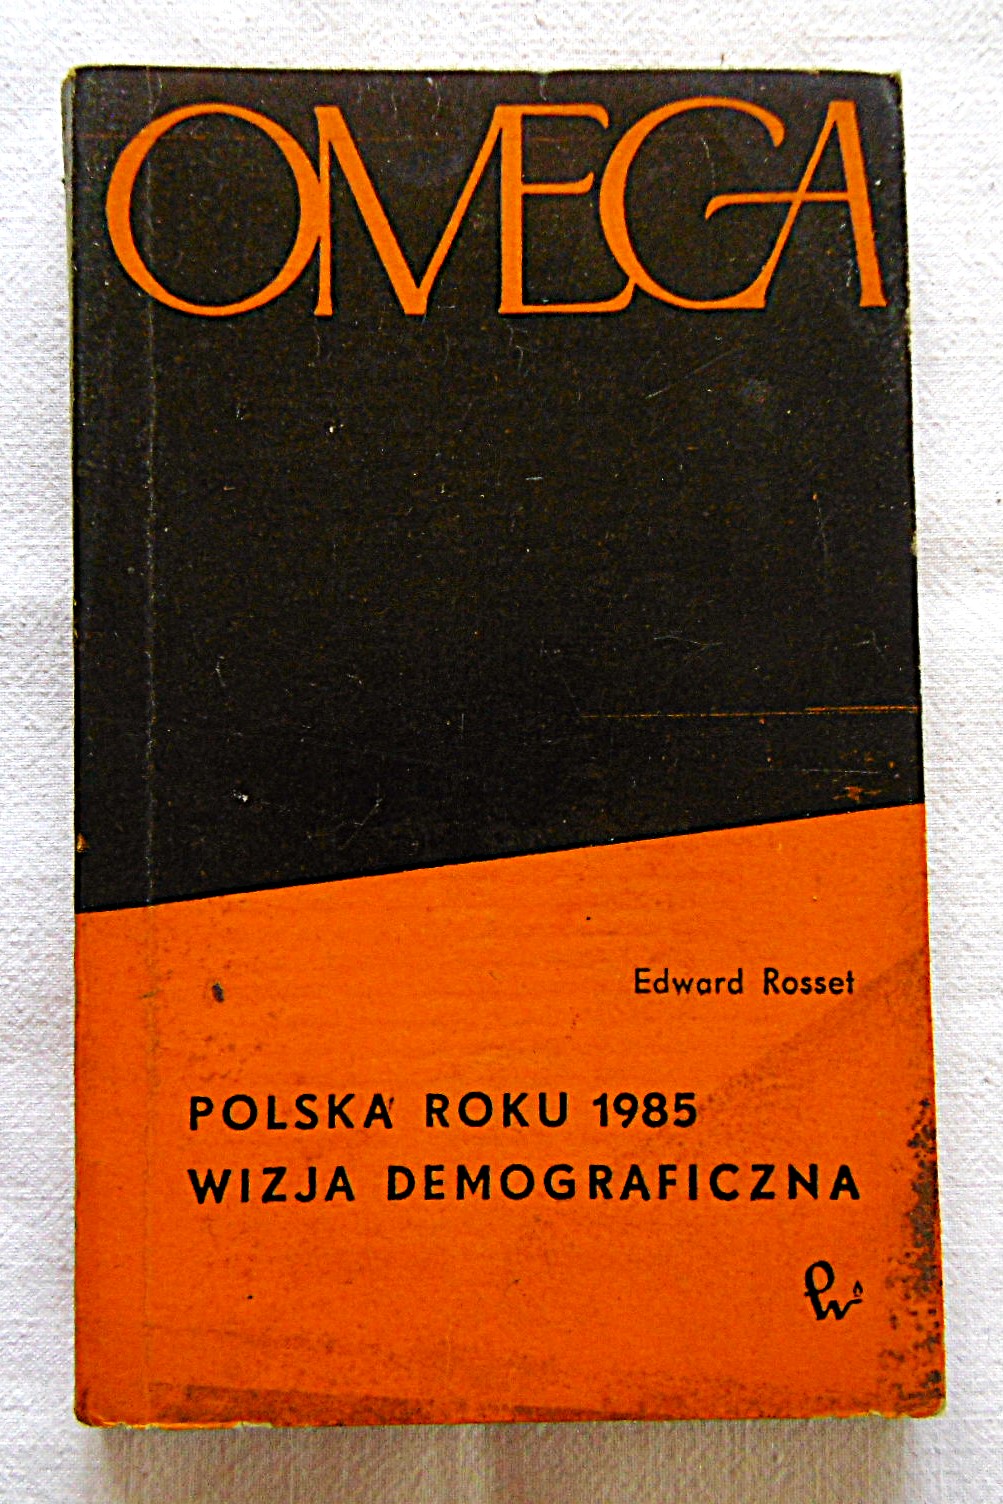 OMEGA
Edward Rosset
POLSKA ROKU 1985
WIZJA DEMOGRAFICZNA